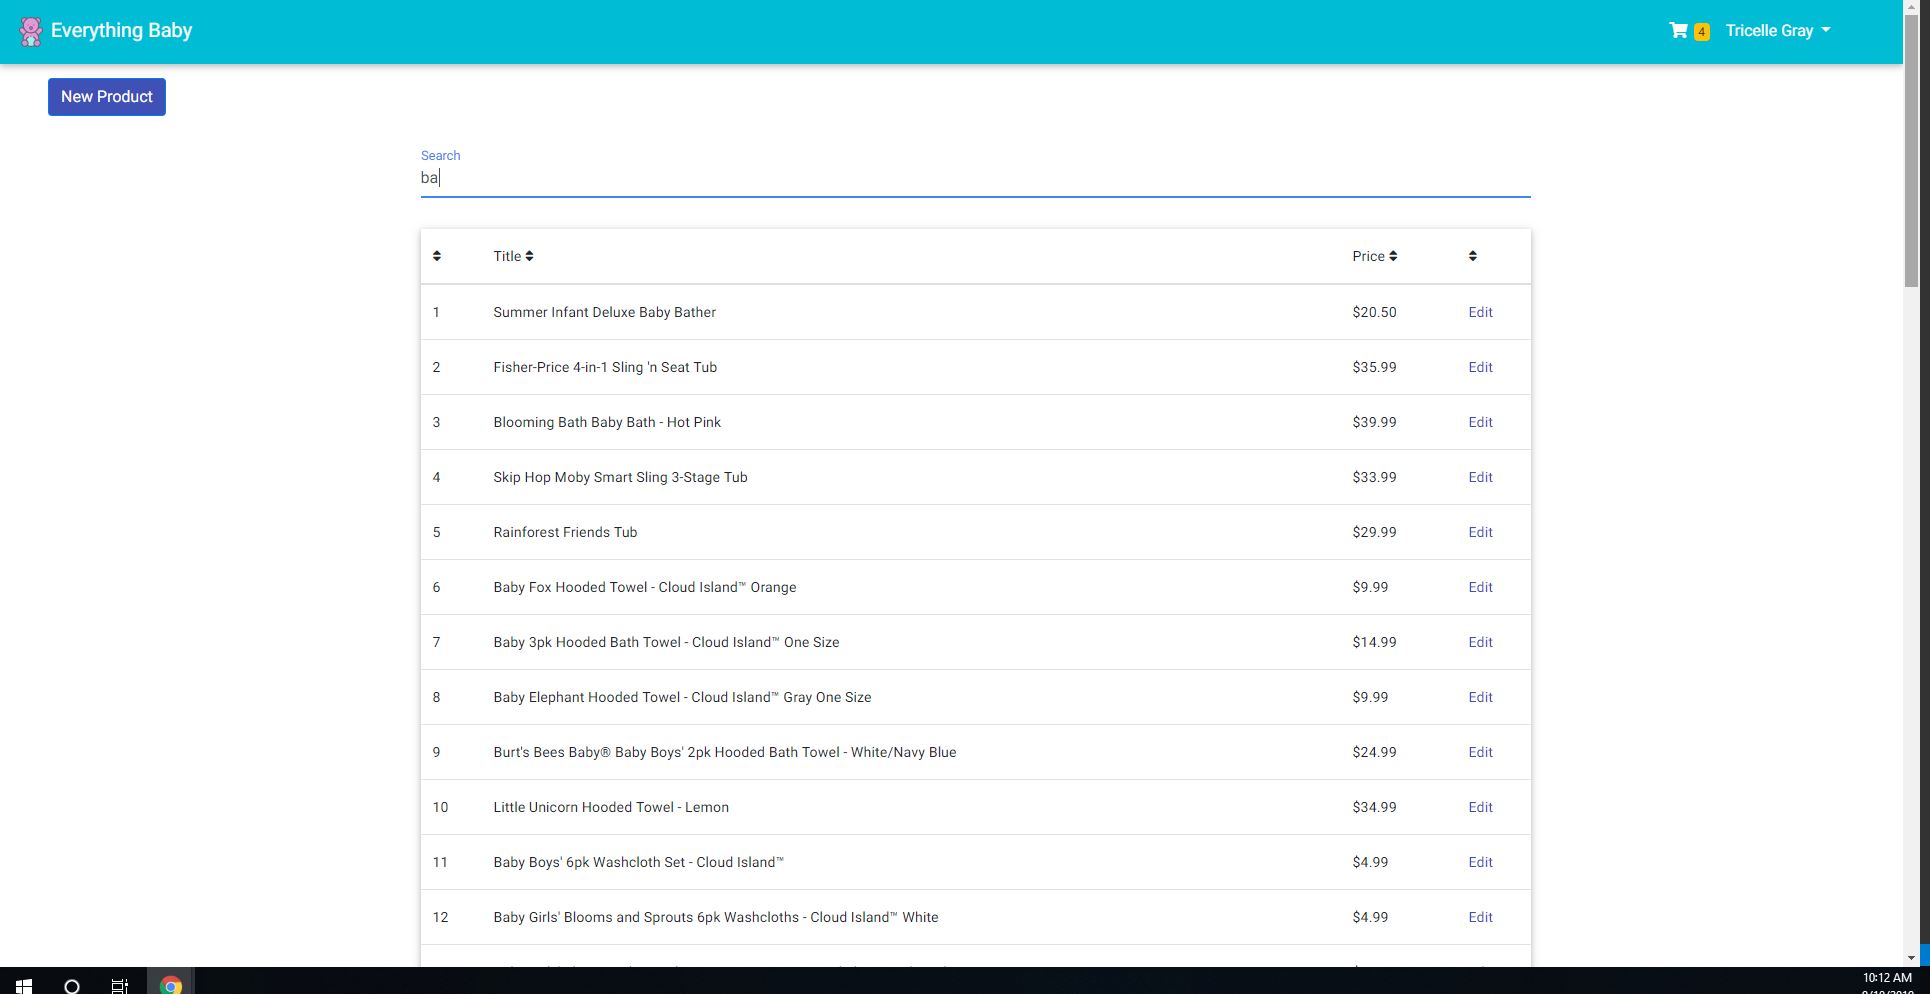 Everything Baby
4 Tricelle Gray
New Product
Search
ba
Title Price
1 Summer Infant Deluxe Baby Bather $20.50 Edit
2 Fisher-Price 4-in-1 Sling 'n Seat Tub $35.99 Edit
3 Blooming Bath Baby Bath - Hot Pink $39.99 Edit
4 Skip Hop Moby Smart Sling 3-Stage Tub $33.99 Edit
5 Rainforest Friends Tub $29.99 Edit
6 Baby Fox Hooded Towel - Cloud Island™ Orange $9.99 Edit
7 Baby 3pk Hooded Bath Towel - Cloud Island™ One Size $14.99 Edit
8 Baby Elephant Hooded Towel - Cloud Island™ Gray One Size $9.99 Edit
9 Burt's Bees Baby® Baby Boys' 2pk Hooded Bath Towel - White/Navy Blue $24.99 Edit
10 Little Unicorn Hooded Towel - Lemon $34.99 Edit
11 Baby Boys' 6pk Washcloth Set - Cloud Island™ $4.99 Edit
12 Baby Girls' Blooms and Sprouts 6pk Washcloths - Cloud Island™ White $4.99 Edit
10:12 AM